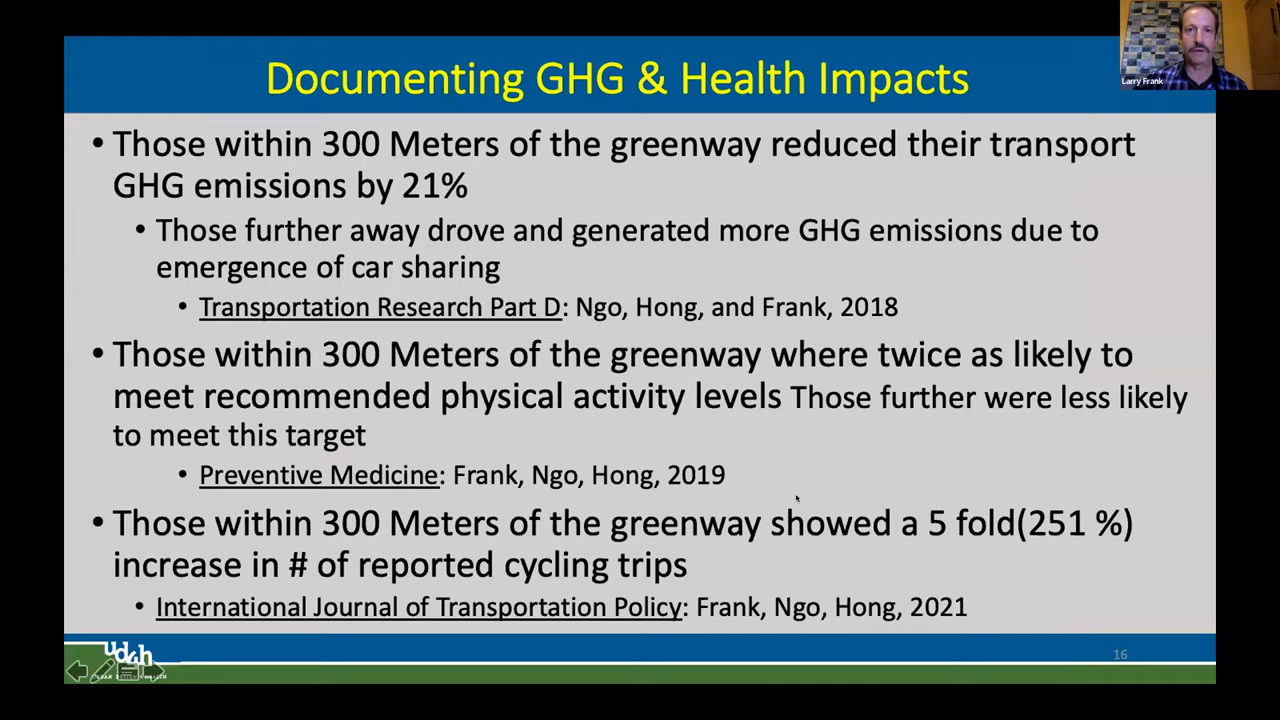 Larry Frank
Documenting GHG & Health Impacts
• Those within 300 Meters of the greenway reduced their transport
GHG emissions by 21%
• Those further away drove and generated more GHG emissions due to
emergence of car sharing
• Transportation Research Part D: Ngo, Hong, and Frank, 2018
• Those within 300 Meters of the greenway where twice as likely to
meet recommended physical activity levels Those further were less likely
to meet this target
• Preventive Medicine: Frank, Ngo, Hong, 2019
• Those within 300 Meters of the greenway showed a 5 fold(251 %)
increase in # of reported cycling trips
• International Journal of Transportation Policy: Frank, Ngo, Hong, 2021
16